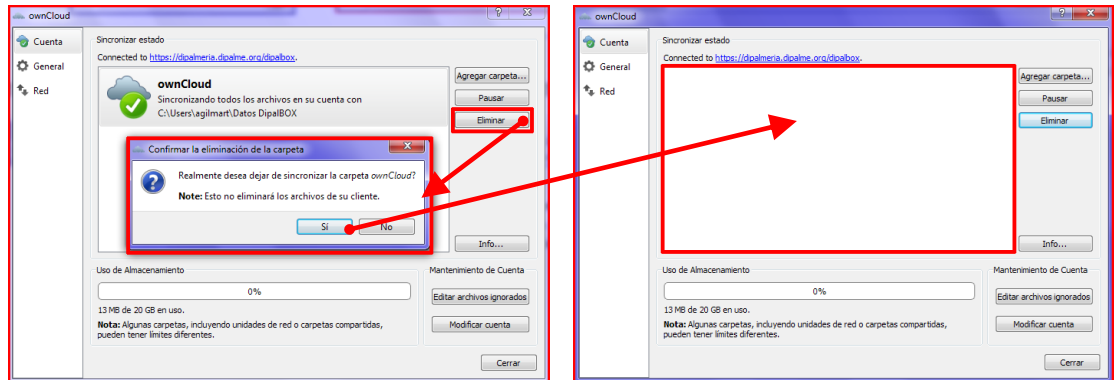 ownCloud
Cuenta
General
Red
Sincronizar estado
Connected to https://dipalmeria.dipalme.org/dipalbox.
ownCloud
Sincronizando todos los archivos en su cuenta con
C:\Users\agilmart\Datos DipalBOX
Agregar carpeta...
Pausar
Eliminar
Confirmar la eliminación de la carpeta
Realmente desea dejar de sincronizar la carpeta ownCloud?
Note: Esto no eliminará los archivos de su cliente.
Sí
No
Info...
Uso de Almacenamiento
0%
13 MB de 20 GB en uso.
Nota: Algunas carpetas, incluyendo unidades de red o carpetas compartidas,
pueden tener límites diferentes.
Mantenimiento de Cuenta
Editar archivos ignorados
Modificar cuenta
Cerrar
ownCloud
Cuenta
General
Red
Sincronizar estado
Connected to https://dipalmeria.dipalme.org/dipalbox.
Agregar carpeta...
Pausar
Eliminar
Info...
Uso de Almacenamiento
0%
13 MB de 20 GB en uso.
Nota: Algunas carpetas, incluyendo unidades de red o carpetas compartidas,
pueden tener límites diferentes.
Mantenimiento de Cuenta
Editar archivos ignorados
Modificar cuenta
Cerrar